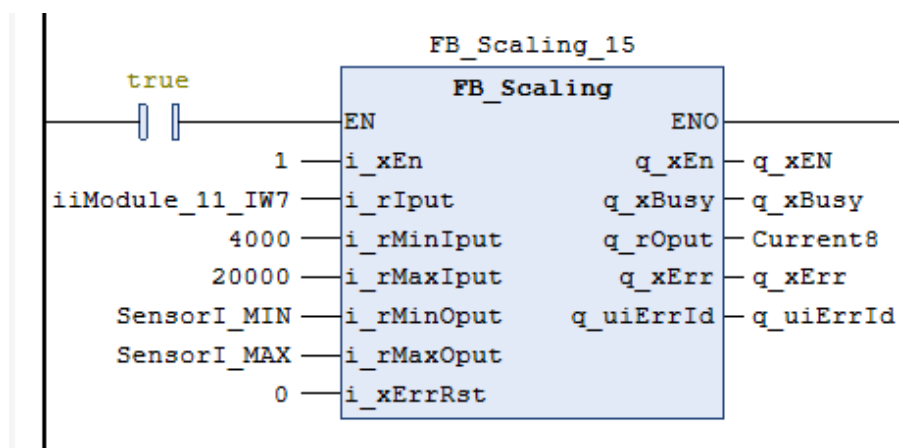 FB_Scaling_15
true FB_Scaling
EN ENO
1 i_xEn q_xEn q_xEN
iiModule_11_IW7 i_rIput q_xBusy q_xBusy
4000 i_rMinIput q_rOput Current8
20000 i_rMaxIput q_xErr q_xErr
SensorI_MIN i_rMinOput q_uiErrId q_uiErrId
SensorI_MAX i_rMaxOput
0 i_xErrRst